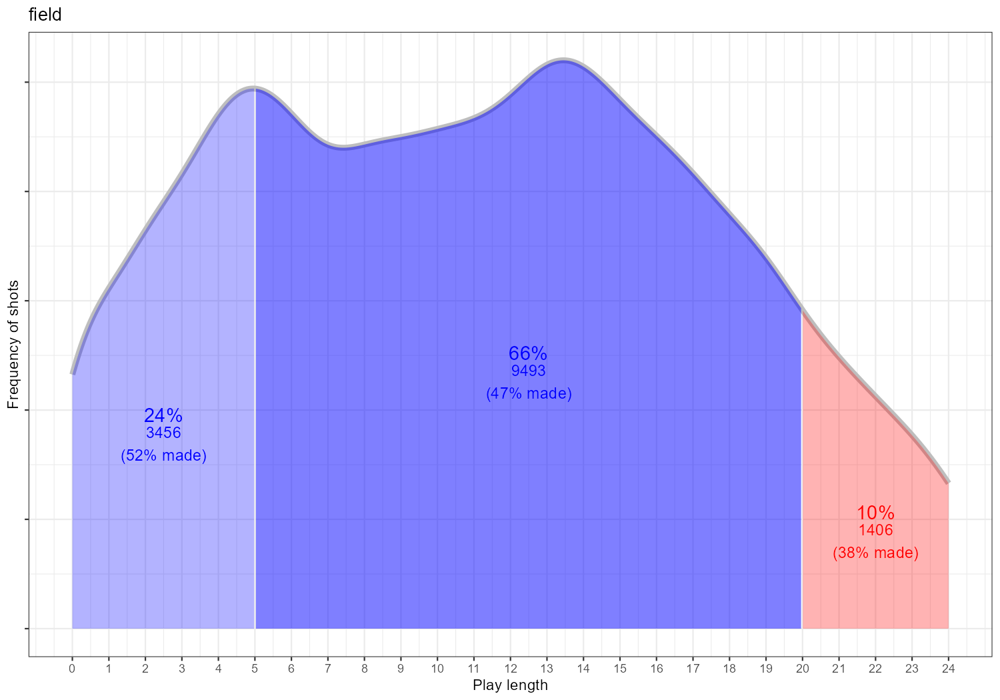 field
Frequency of shots
66%
9493
(47% made)
24%
3456
(52% made)
10%
1406
(38% made)
0 1 2 3 4 5 6 7 8 9 10 11 12 13 14 15 16 17 18 19 20 21 22 23 24
Play length